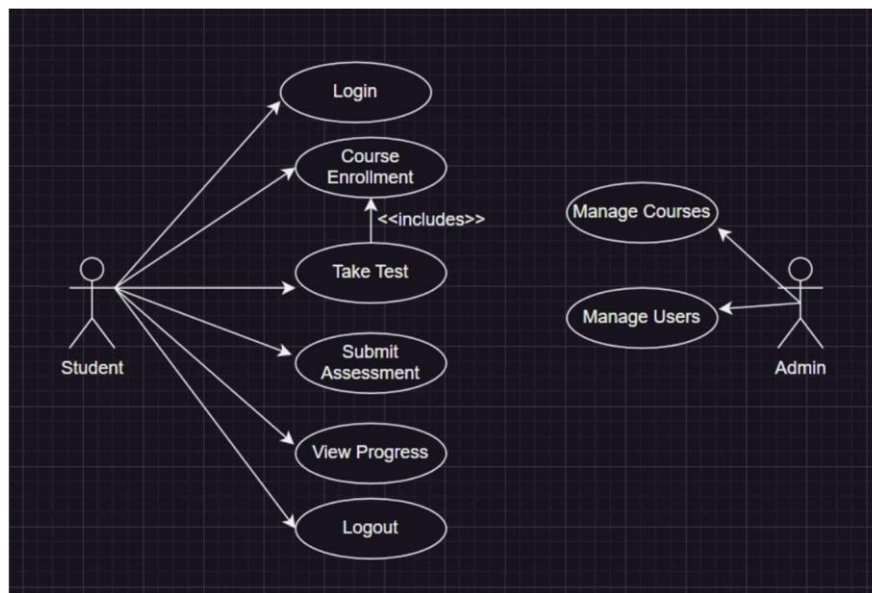 Login
Course
Enrollment
<<includes>>
Manage Courses
Take Test
Manage Users
Student
Submit
Assessment
Admin
View Progress
Logout